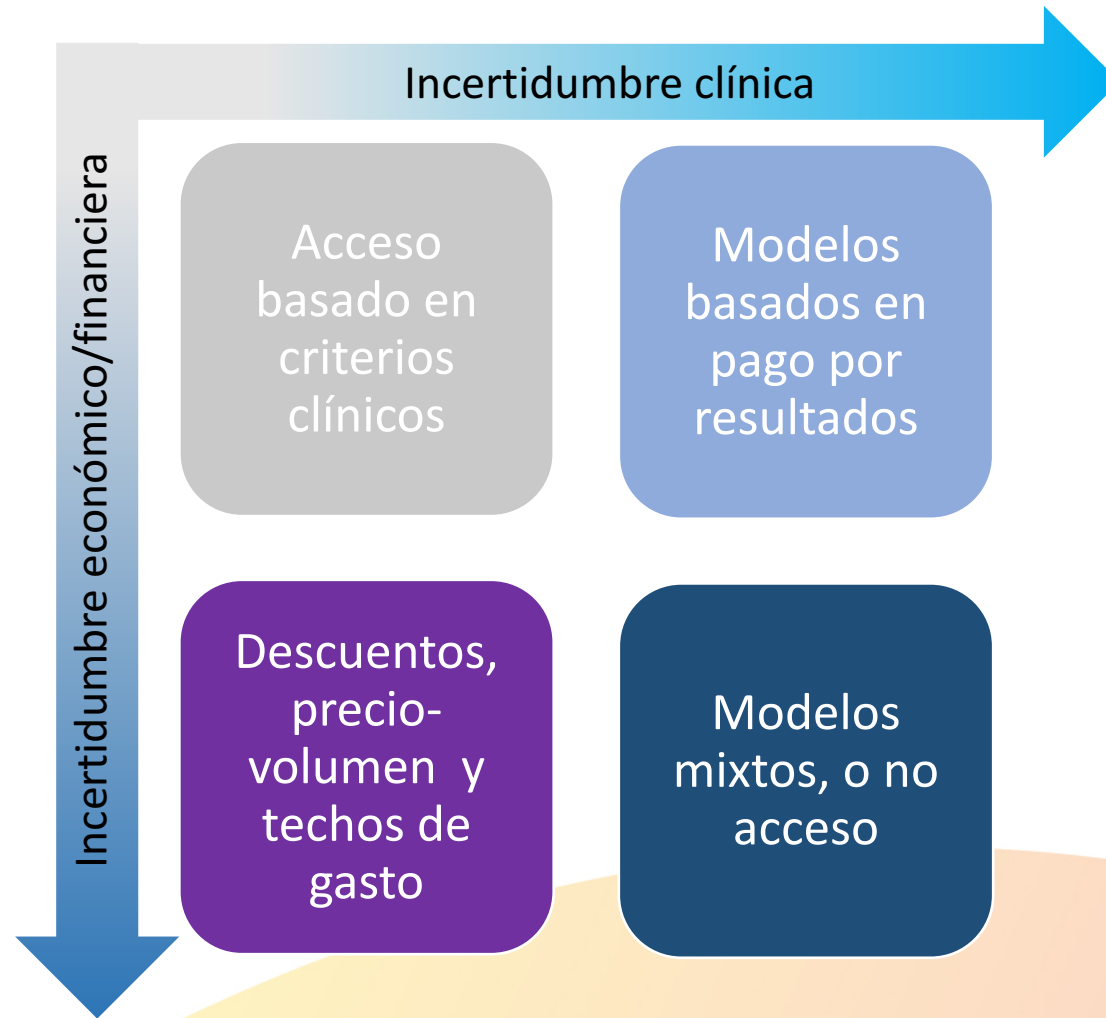 Incertidumbre clínica
Incertidumbre económico/financiera
Acceso
basado en
criterios
clínicos
Modelos
basados en
pago por
resultados
Descuentos,
precio-
volumen  y
techos de
gasto
Modelos
mixtos, o no
acceso